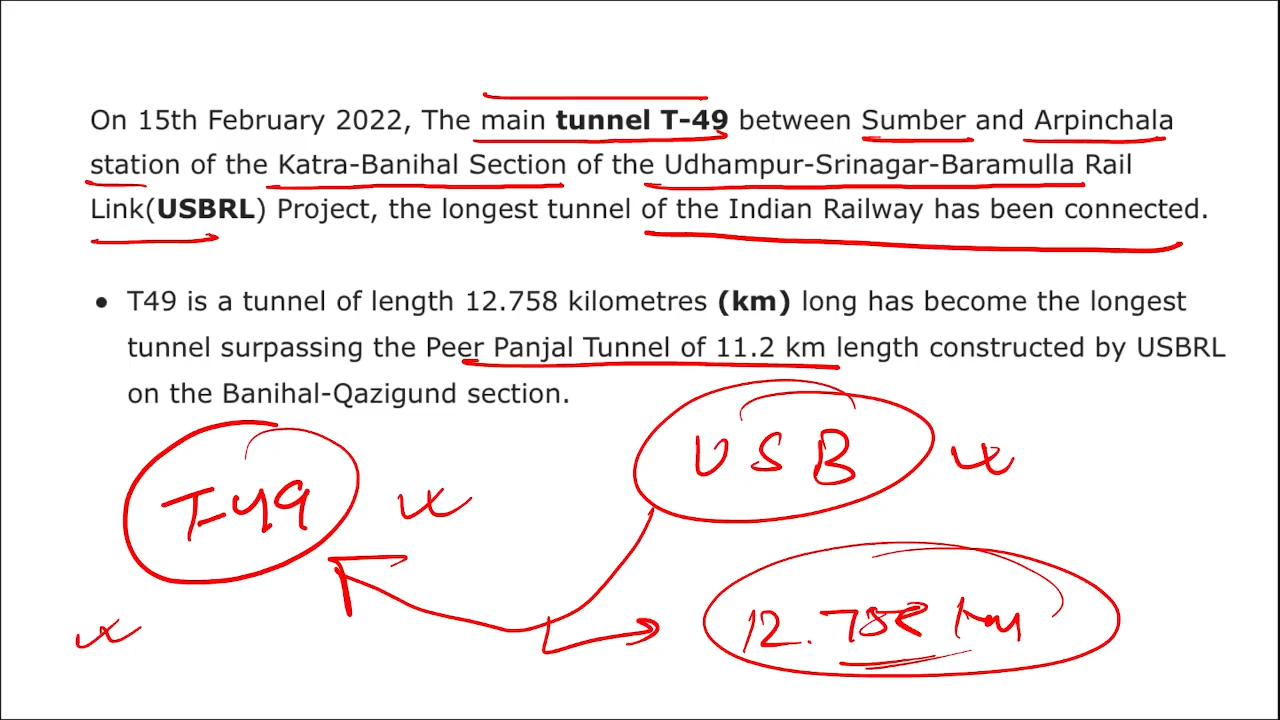 On 15th February 2022, The main tunnel T-49 between Sumber and Arpinchala
station of the Katra-Banihal Section of the Udhampur-Srinagar-Baramulla Rail
Link(USBRL) Project, the longest tunnel of the Indian Railway has been connected.
• T49 is a tunnel of length 12.758 kilometres (km) long has become the longest
tunnel surpassing the Peer Panjal Tunnel of 11.2 km length constructed by USBRL
on the Banihal-Qazigund section.
USB
T-49
12.758 km